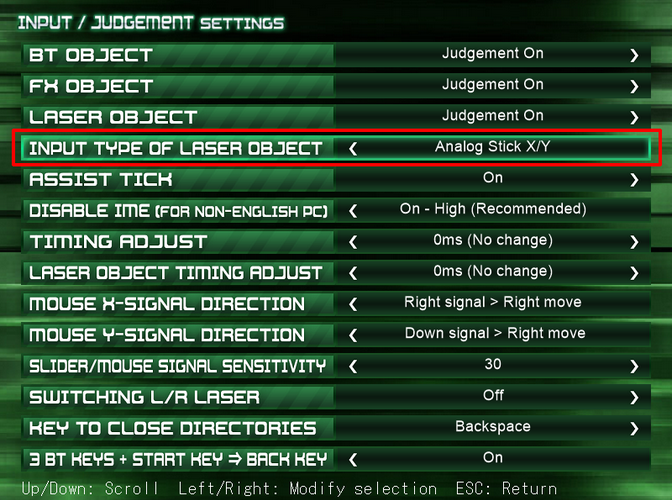 INPUT / JUDGEMENT SETTINGS
BT OBJECT Judgement On ❯
FX OBJECT Judgement On ❯
LASER OBJECT Judgement On ❯
INPUT TYPE OF LASER OBJECT ❮ Analog Stick X/Y
ASSIST TICK On ❯
DISABLE IME (FOR NON-ENGLISH PC) ❮ On - High (Recommended)
TIMING ADJUST ❮ 0ms (No change) ❯
LASER OBJECT TIMING ADJUST ❮ 0ms (No change) ❯
MOUSE X-SIGNAL DIRECTION ❮ Right signal > Right move
MOUSE Y-SIGNAL DIRECTION ❮ Down signal > Right move
SLIDER/MOUSE SIGNAL SENSITIVITY ❮ 30 ❯
SWITCHING L/R LASER Off ❯
KEY TO CLOSE DIRECTORIES Backspace ❯
3 BT KEYS + START KEY ⇒ BACK KEY ❮ On
Up/Down: Scroll Left/Right: Modify selection ESC: Return